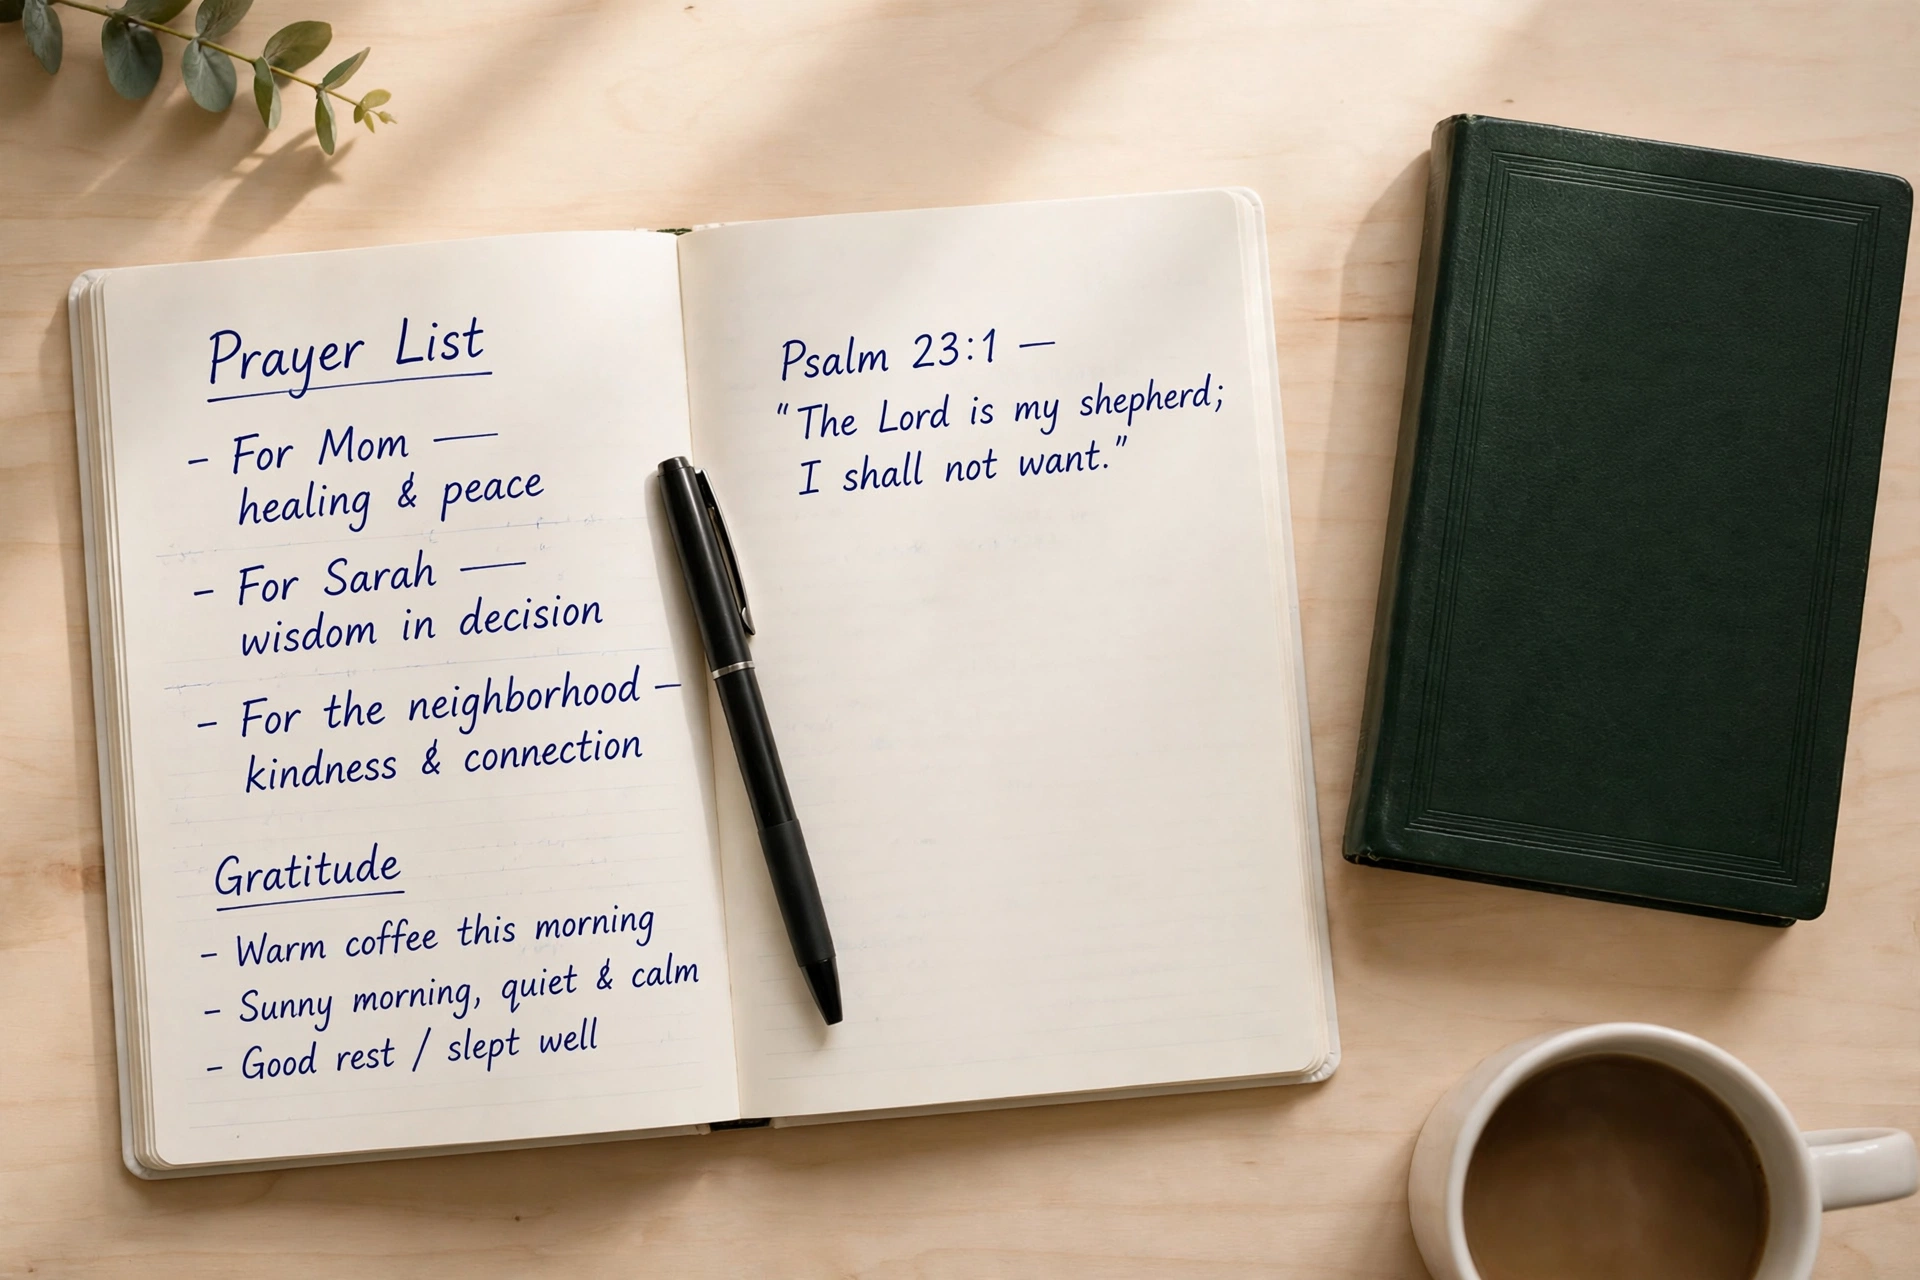 Prayer List
- For Mom —
healing & peace
- For Sarah —
wisdom in decision
- For the neighborhood —
kindness & connection
Gratitude
- Warm coffee this morning
- Sunny morning, quiet & calm
- Good rest / slept well
Psalm 23:1 —
"The Lord is my shepherd;
I shall not want."